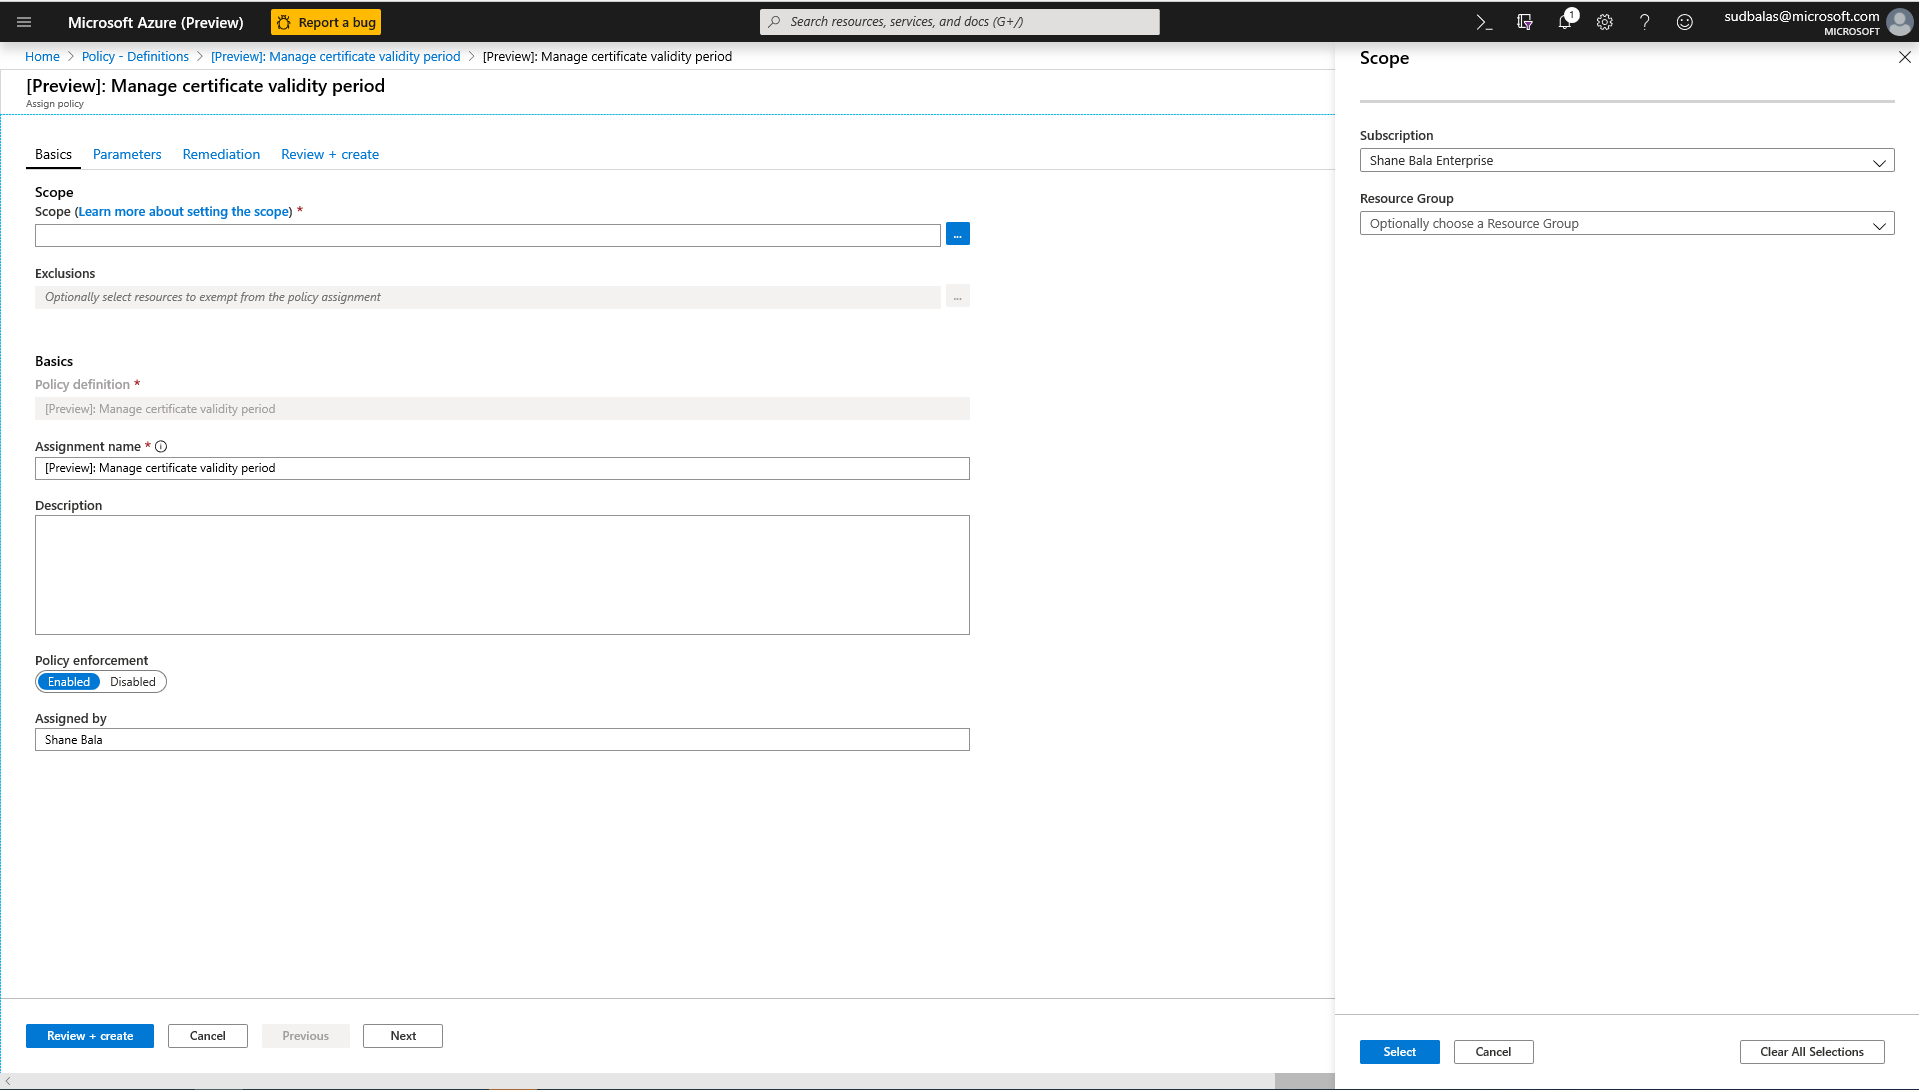 Microsoft Azure (Preview)
Report a bug
Search resources, services, and docs (G+/)
1
sudbalas@microsoft.com
MICROSOFT
Home > Policy - Definitions > [Preview]: Manage certificate validity period > [Preview]: Manage certificate validity period
[Preview]: Manage certificate validity period
Assign policy
Basics
Parameters
Remediation
Review + create
Scope
Scope (Learn more about setting the scope) *
...
Exclusions
Optionally select resources to exempt from the policy assignment
...
Basics
Policy definition *
[Preview]: Manage certificate validity period
Assignment name *
[Preview]: Manage certificate validity period
Description
Policy enforcement
Enabled
Disabled
Assigned by
Shane Bala
Review + create
Cancel
Previous
Next
Scope
Subscription
Shane Bala Enterprise
Resource Group
Optionally choose a Resource Group
Select
Cancel
Clear All Selections